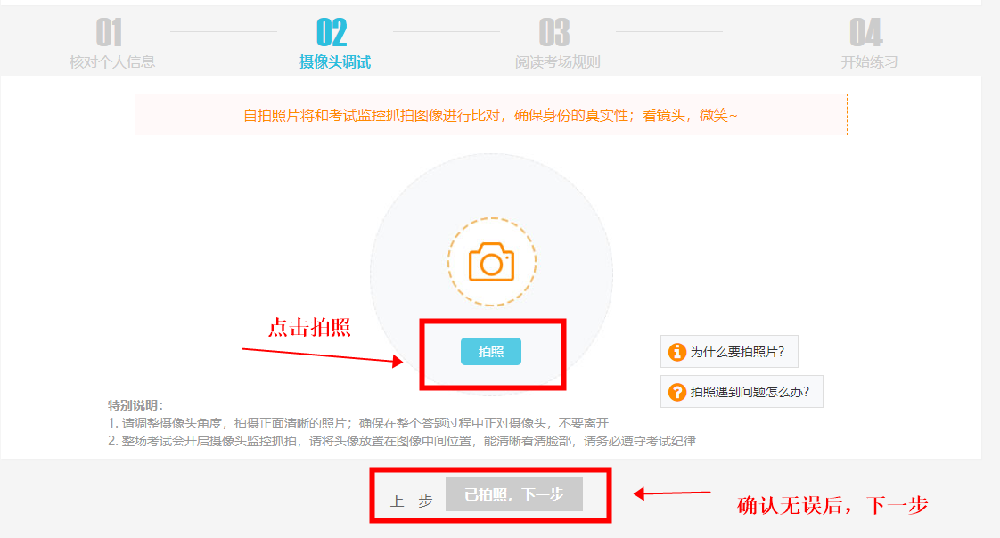 01 02 03 04
核对个人信息 摄像头调试 阅读考场规则 开始练习
自拍照片将和考试监控抓拍图像进行比对，确保身份的真实性；看镜头，微笑~
点击拍照
拍照
为什么要拍照片？
拍照遇到问题怎么办？
特别说明：
1. 请调整摄像头角度，拍摄正面清晰的照片；确保在整个答题过程中正对摄像头，不要离开
2. 整场考试会开启摄像头监控抓拍，请将头像放置在图像中间位置，能清晰看清脸部，请务必遵守考试纪律
上一步 已拍照，下一步
确认无误后，下一步